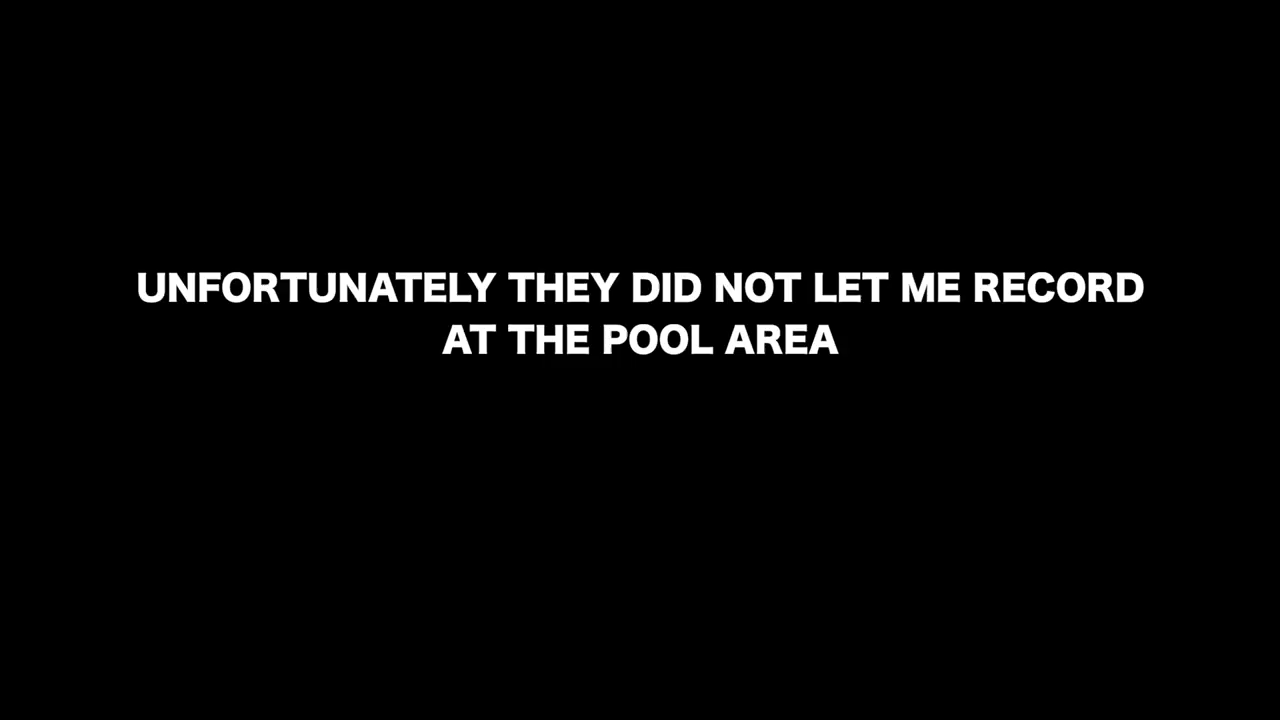 UNFORTUNATELY THEY DID NOT LET ME RECORD
AT THE POOL AREA